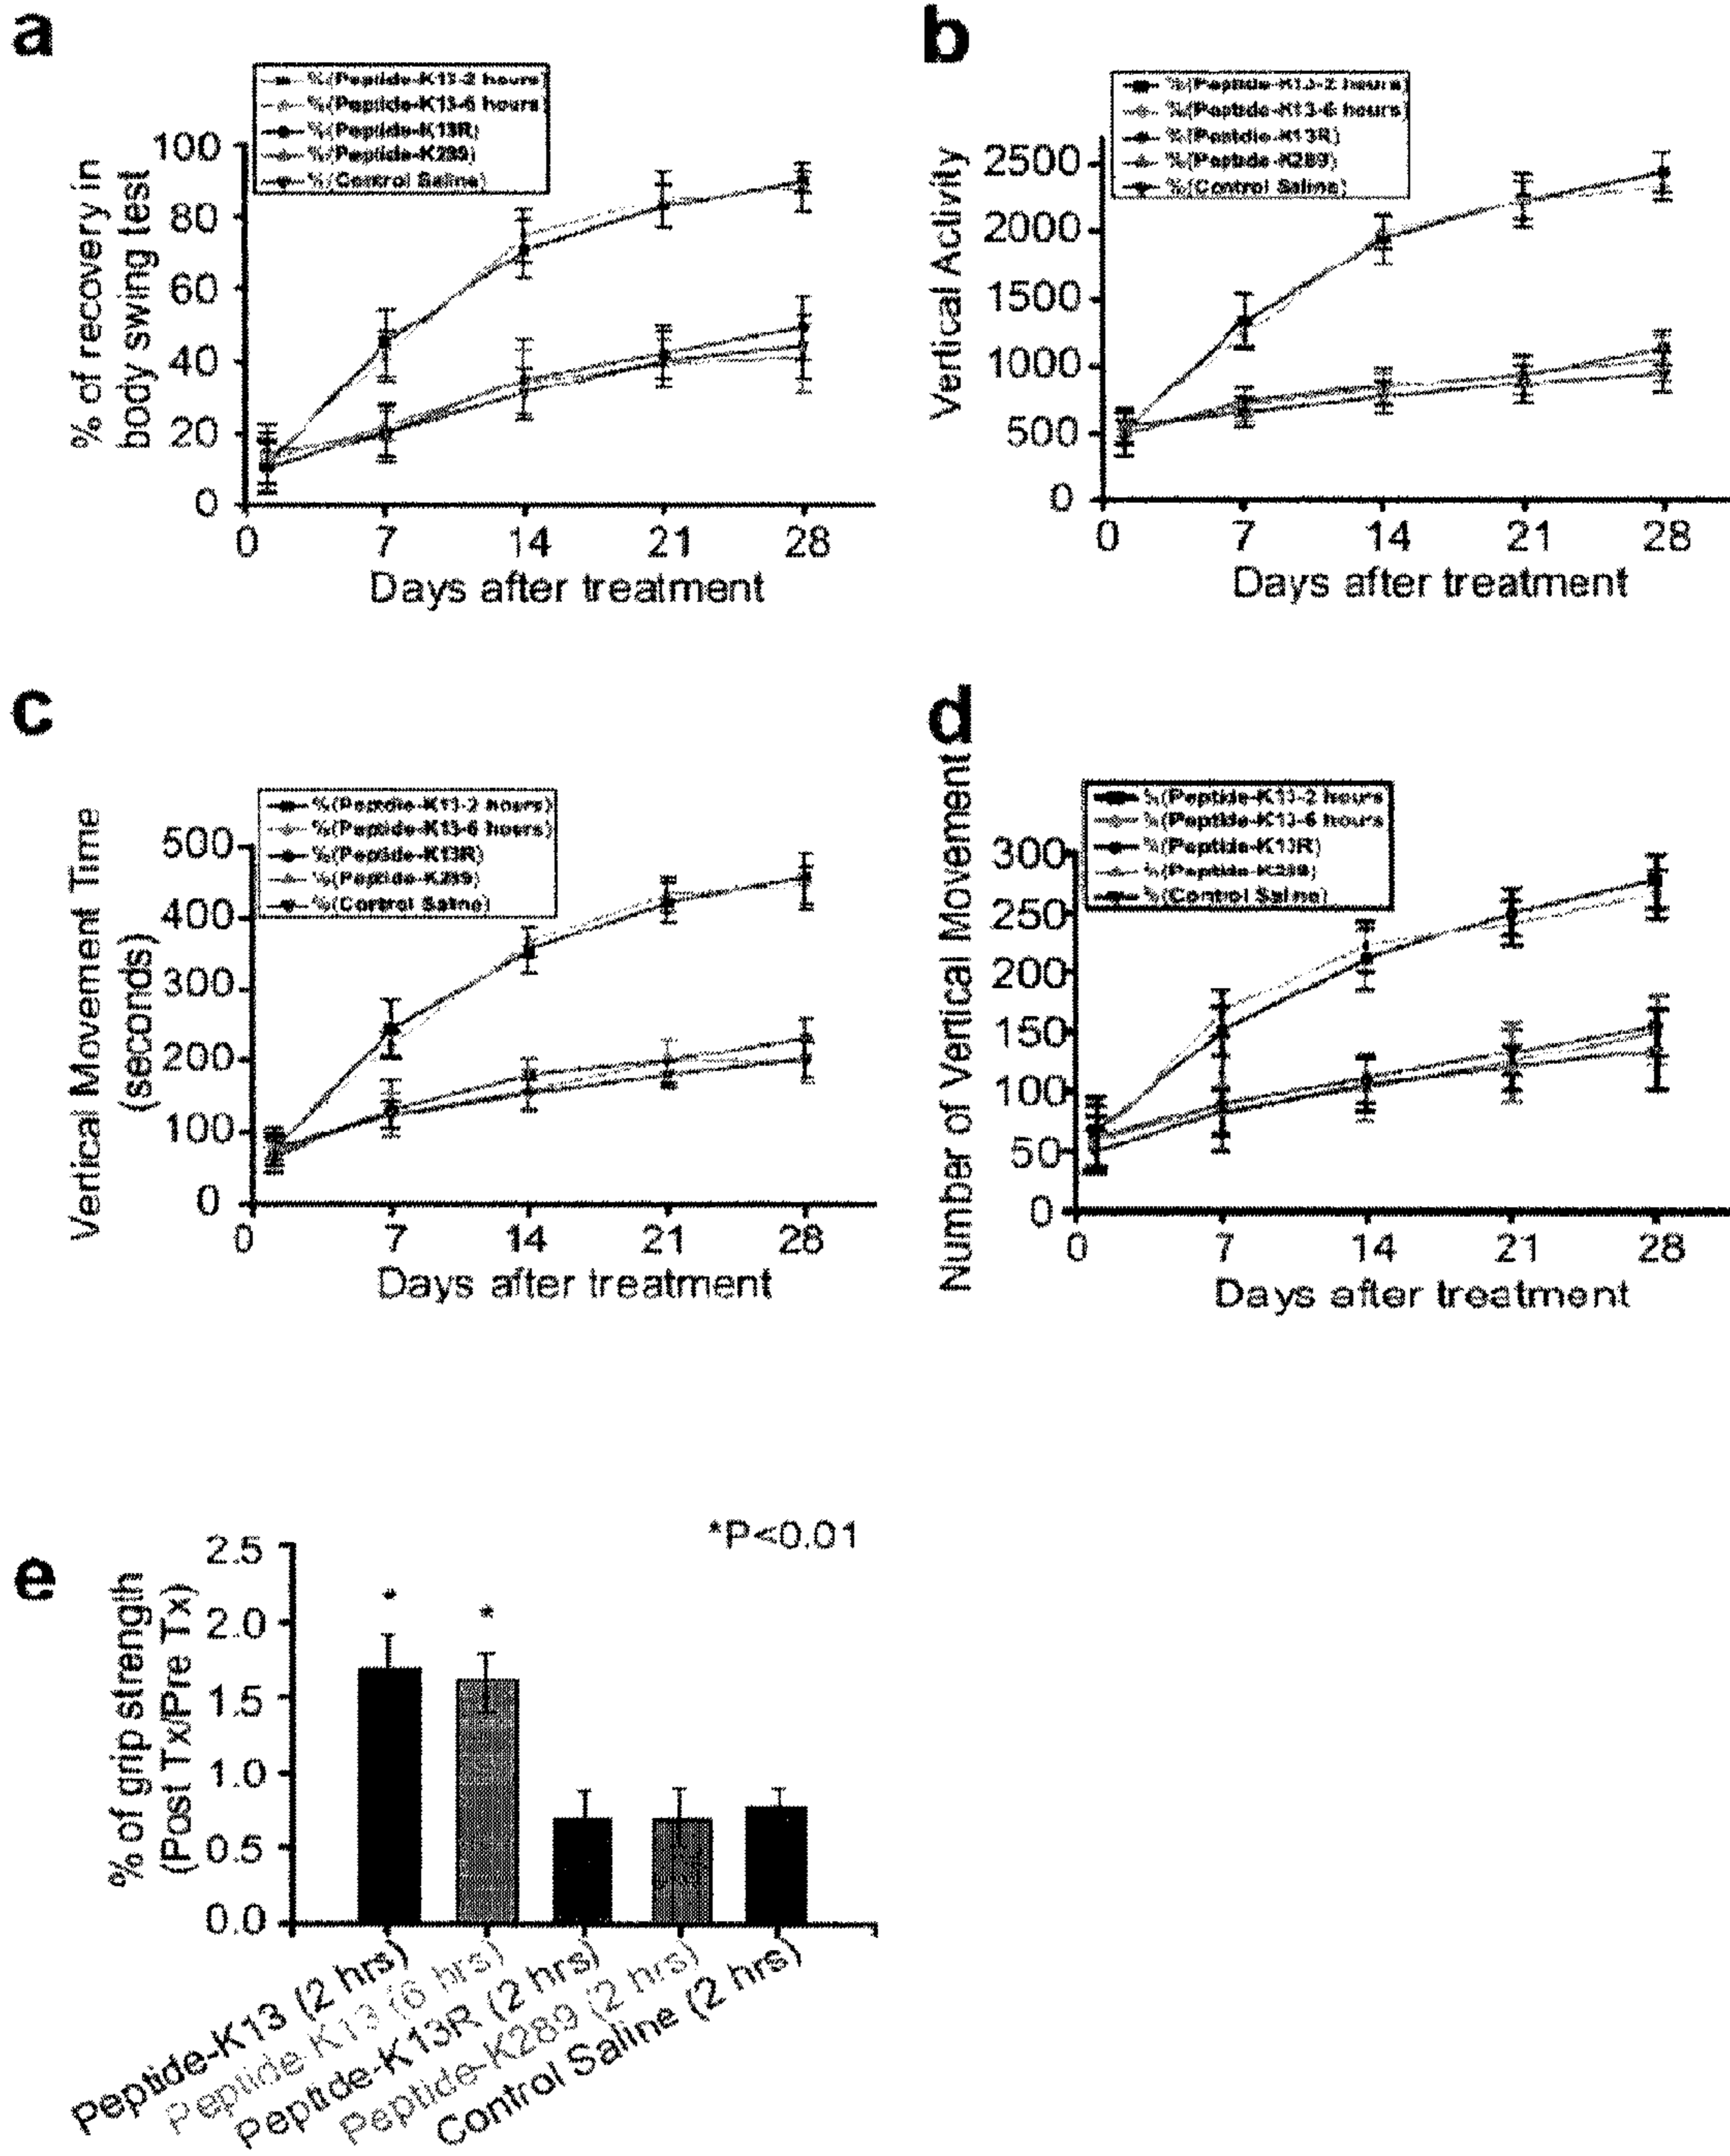 a
%(Peptide-K13-2 hours)
%(Peptide-K13-6 hours)
%(Peptide-K13R)
%(Peptide-K289)
%(Control Saline)
% of recovery in
body swing test
100
80
60
40
20
0
0 7 14 21 28
Days after treatment
b
%(Peptide-K13-2 hours)
%(Peptide-K13-6 hours)
%(Peptide-K13R)
%(Peptide-K289)
%(Control Saline)
Vertical Activity
2500
2000
1500
1000
500
0
0 7 14 21 28
Days after treatment
c
%(Peptide-K13-2 hours)
%(Peptide-K13-6 hours)
%(Peptide-K13R)
%(Peptide-K289)
%(Control Saline)
Vertical Movement Time
(seconds)
500
400
300
200
100
0
0 7 14 21 28
Days after treatment
d
%(Peptide-K13-2 hours
%(Peptide-K13-6 hours
%(Peptide-K13R)
%(Peptide-K289)
%(Control Saline)
Number of Vertical Movement
300
250
200
150
100
50
0
0 7 14 21 28
Days after treatment
e
*P<0.01
% of grip strength
(Post Tx/Pre Tx)
2.5
2.0
1.5
1.0
0.5
0.0
* *
Peptide-K13 (2 hrs)
Peptide-K13 (6 hrs)
Peptide-K13R (2 hrs)
Peptide-K289 (2 hrs)
Control Saline (2 hrs)